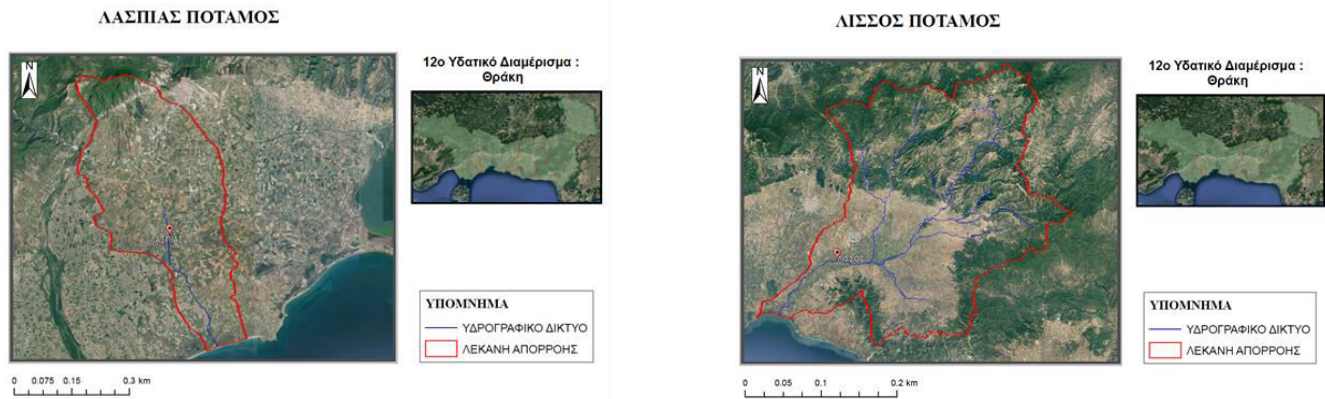 ΛΑΣΠΙΑΣ ΠΟΤΑΜΟΣ
N
12ο Υδατικό Διαμέρισμα :
Θράκη
ΛΑΣΠΙΑΣ
ΥΠΟΜΝΗΜΑ
ΥΔΡΟΓΡΑΦΙΚΟ ΔΙΚΤΥΟ
ΛΕΚΑΝΗ ΑΠΟΡΡΟΗΣ
0 0.075 0.15 0.3 km
ΛΙΣΣΟΣ ΠΟΤΑΜΟΣ
N
12ο Υδατικό Διαμέρισμα :
Θράκη
ΛΙΣΣΟΣ
ΥΠΟΜΝΗΜΑ
ΥΔΡΟΓΡΑΦΙΚΟ ΔΙΚΤΥΟ
ΛΕΚΑΝΗ ΑΠΟΡΡΟΗΣ
0 0.05 0.1 0.2 km